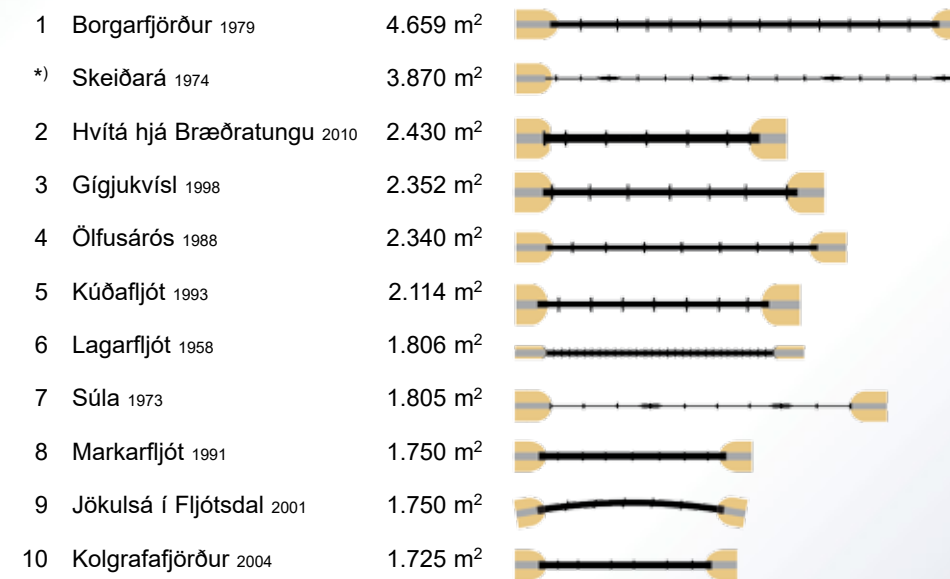 1 Borgarfjörður 1979 4.659 m²
*) Skeiðará 1974 3.870 m²
2 Hvítá hjá Bræðratungu 2010 2.430 m²
3 Gígjukvísl 1998 2.352 m²
4 Ölfusárós 1988 2.340 m²
5 Kúðafljót 1993 2.114 m²
6 Lagarfljót 1958 1.806 m²
7 Súla 1973 1.805 m²
8 Markarfljót 1991 1.750 m²
9 Jökulsá í Fljótsdal 2001 1.750 m²
10 Kolgrafafjörður 2004 1.725 m²